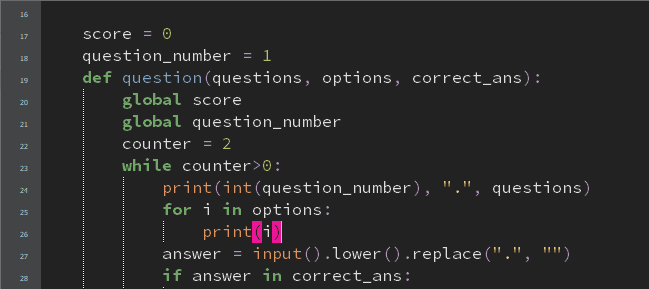 16
17 score = 0
18 question_number = 1
19 def question(questions, options, correct_ans):
20 global score
21 global question_number
22 counter = 2
23 while counter>0:
24 print(int(question_number), ".", questions)
25 for i in options:
26 print(i)
27 answer = input().lower().replace(".", "")
28 if answer in correct_ans: